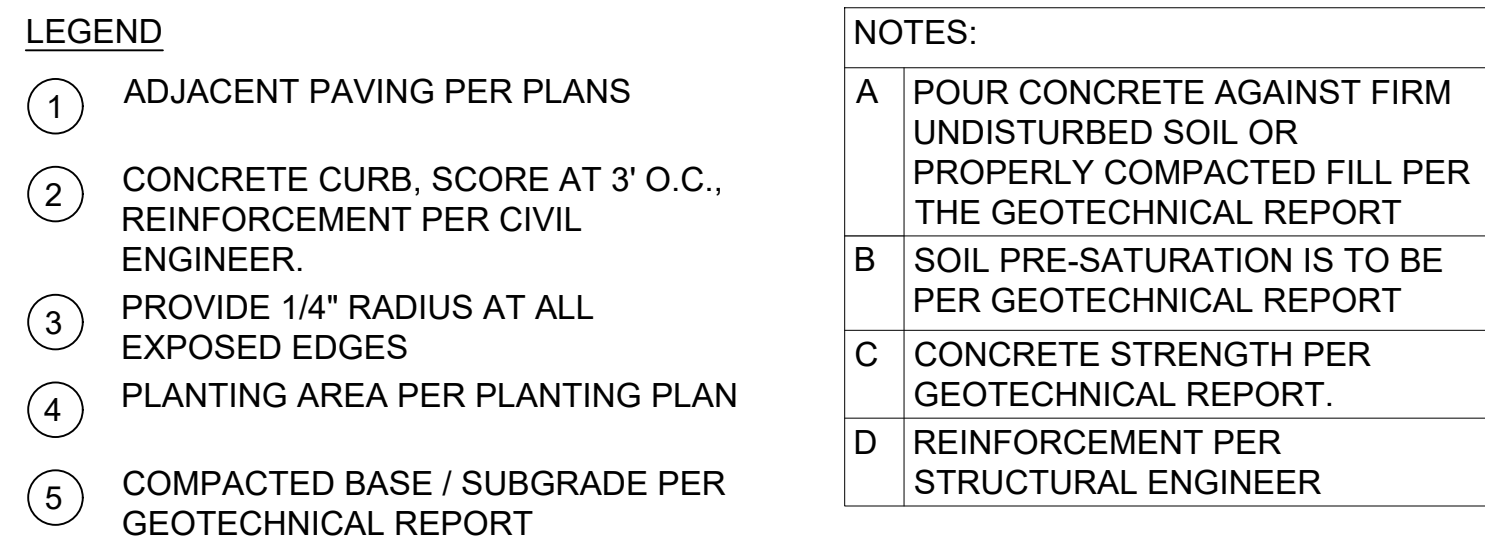 LEGEND
1 ADJACENT PAVING PER PLANS
2 CONCRETE CURB, SCORE AT 3' O.C.,
REINFORCEMENT PER CIVIL
ENGINEER.
3 PROVIDE 1/4" RADIUS AT ALL
EXPOSED EDGES
4 PLANTING AREA PER PLANTING PLAN
5 COMPACTED BASE / SUBGRADE PER
GEOTECHNICAL REPORT
NOTES:
A POUR CONCRETE AGAINST FIRM
UNDISTURBED SOIL OR
PROPERLY COMPACTED FILL PER
THE GEOTECHNICAL REPORT
B SOIL PRE-SATURATION IS TO BE
PER GEOTECHNICAL REPORT
C CONCRETE STRENGTH PER
GEOTECHNICAL REPORT.
D REINFORCEMENT PER
STRUCTURAL ENGINEER